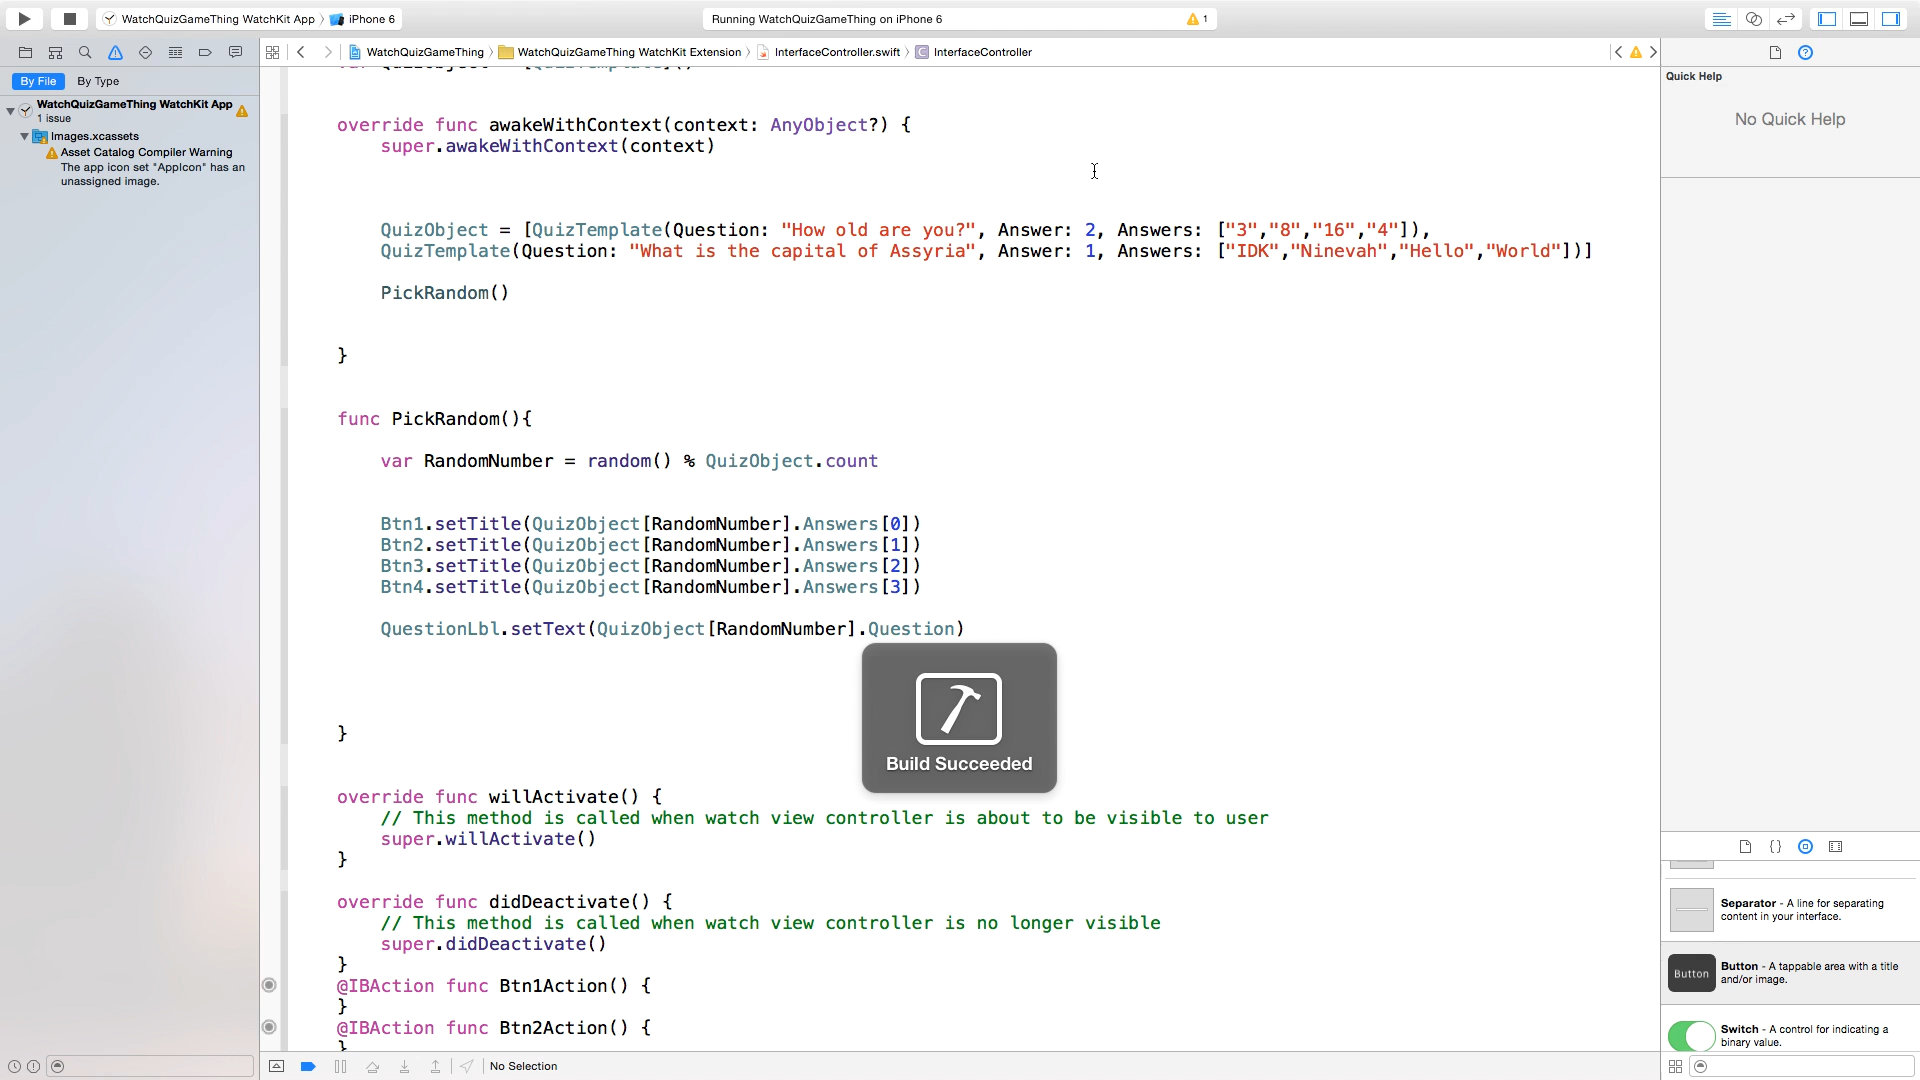 WatchQuizGameThing WatchKit App
iPhone 6
Running WatchQuizGameThing on iPhone 6
1
WatchQuizGameThing
WatchQuizGameThing WatchKit Extension
InterfaceController.swift
C InterfaceController
Quick Help
No Quick Help
By File
By Type
WatchQuizGameThing WatchKit App
1 issue
Images.xcassets
Asset Catalog Compiler Warning
The app icon set "AppIcon" has an
unassigned image.
override func awakeWithContext(context: AnyObject?) {
super.awakeWithContext(context)
QuizObject = [QuizTemplate(Question: "How old are you?", Answer: 2, Answers: ["3","8","16","4"]),
QuizTemplate(Question: "What is the capital of Assyria", Answer: 1, Answers: ["IDK","Ninevah","Hello","World"])]
PickRandom()
}
func PickRandom(){
var RandomNumber = random() % QuizObject.count
Btn1.setTitle(QuizObject[RandomNumber].Answers[0])
Btn2.setTitle(QuizObject[RandomNumber].Answers[1])
Btn3.setTitle(QuizObject[RandomNumber].Answers[2])
Btn4.setTitle(QuizObject[RandomNumber].Answers[3])
QuestionLbl.setText(QuizObject[RandomNumber].Question)
}
Build Succeeded
override func willActivate() {
// This method is called when watch view controller is about to be visible to user
super.willActivate()
}
override func didDeactivate() {
// This method is called when watch view controller is no longer visible
super.didDeactivate()
}
@IBAction func Btn1Action() {
}
@IBAction func Btn2Action() {
}
No Selection
Separator - A line for separating
content in your interface.
Button
Button - A tappable area with a title
and/or image.
Switch - A control for indicating a
binary value.